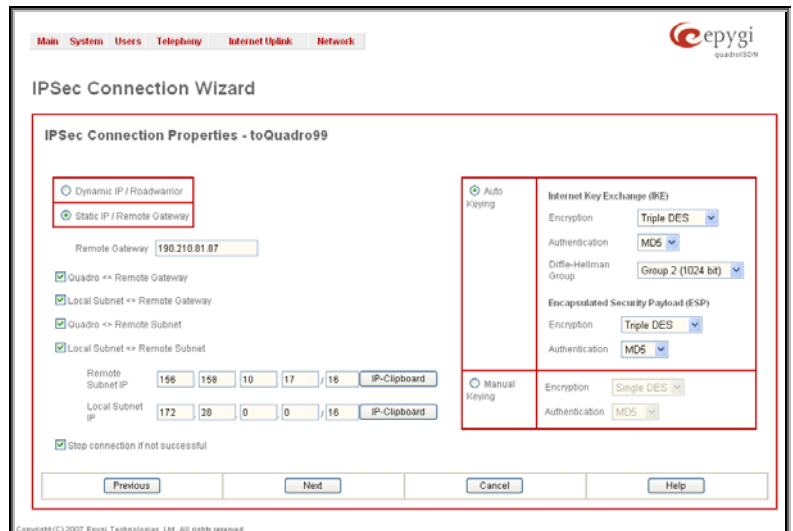 Main System Users Telephony Internet Uplink Network
epygi
quadroISDN
IPSec Connection Wizard
IPSec Connection Properties - toQuadro99
Dynamic IP / Roadwarrior
Static IP / Remote Gateway
Remote Gateway 190.210.81.87
Quadro <> Remote Gateway
Local Subnet <> Remote Gateway
Quadro <> Remote Subnet
Local Subnet <> Remote Subnet
Remote
Subnet IP 156 . 158 . 10 . 17 / 16 IP-Clipboard
Local Subnet
IP 172 . 28 . 0 . 0 / 16 IP-Clipboard
Stop connection if not successful
Auto
Keying
Internet Key Exchange (IKE)
Encryption Triple DES
Authentication MD5
Diffie-Hellman
Group Group 2 (1024 bit)
Encapsulated Security Payload (ESP)
Encryption Triple DES
Authentication MD5
Manual
Keying
Encryption Single DES
Authentication MD5
Previous Next Cancel Help
Copyright (C) 2007 Epygi Technologies, Ltd. All rights reserved.